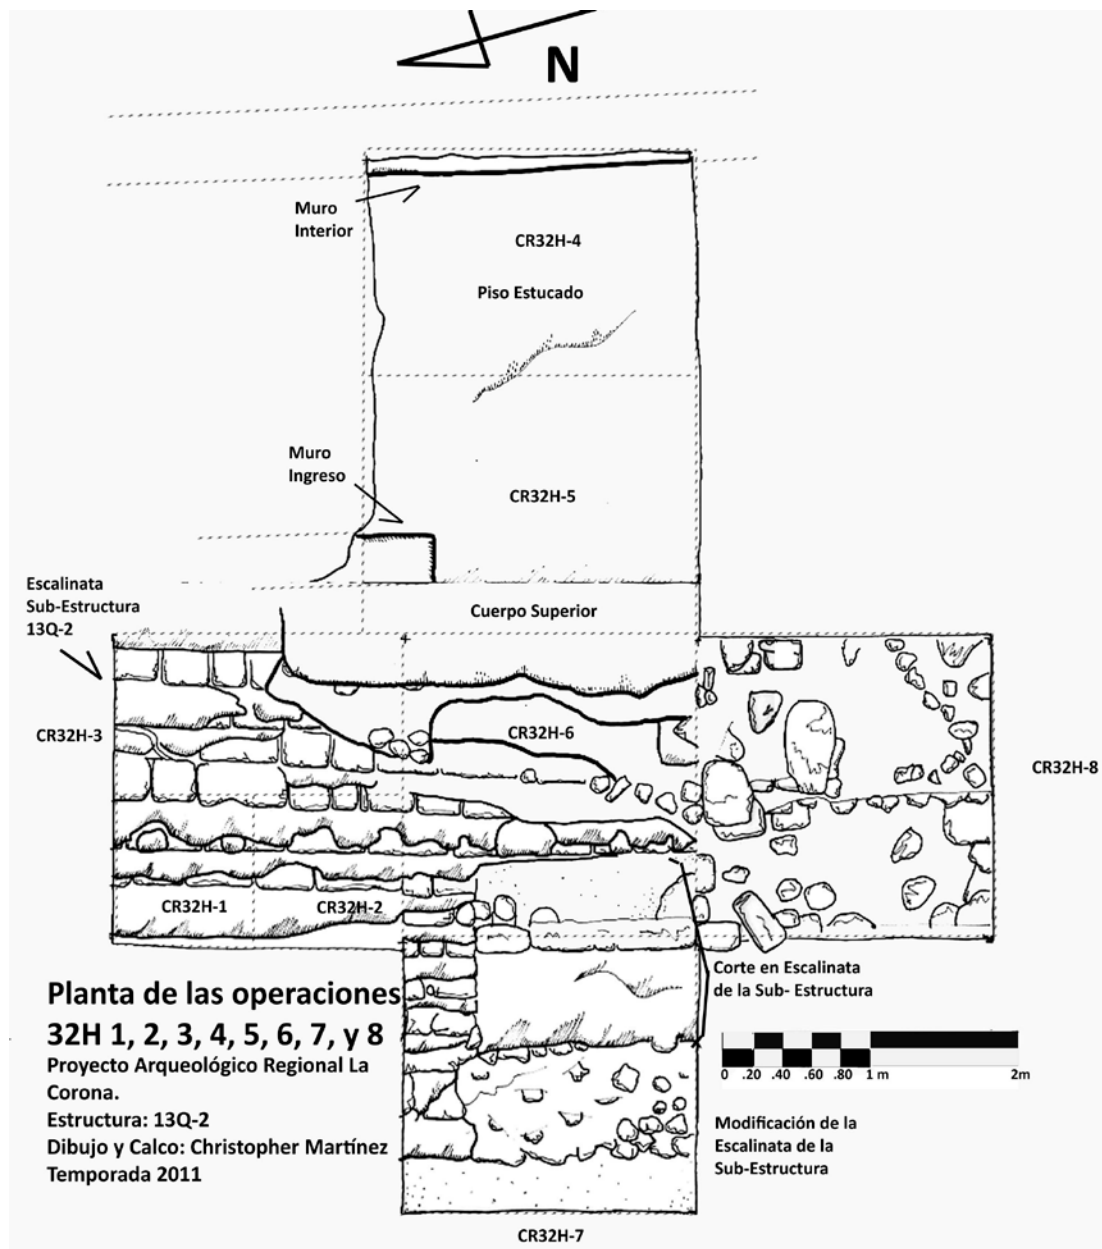 N
Muro
Interior
CR32H-4
Piso Estucado
Muro
Ingreso
CR32H-5
Escalinata
Sub-Estructura
13Q-2
Cuerpo Superior
CR32H-3
CR32H-6
CR32H-8
CR32H-1
CR32H-2
Corte en Escalinata
de la Sub- Estructura
Planta de las operaciones
32H 1, 2, 3, 4, 5, 6, 7, y 8
Proyecto Arqueológico Regional La
Corona.
Estructura: 13Q-2
Dibujo y Calco: Christopher Martínez
Temporada 2011
0 .20 .40 .60 .80 1 m 2m
Modificación de la
Escalinata de la
Sub-Estructura
CR32H-7